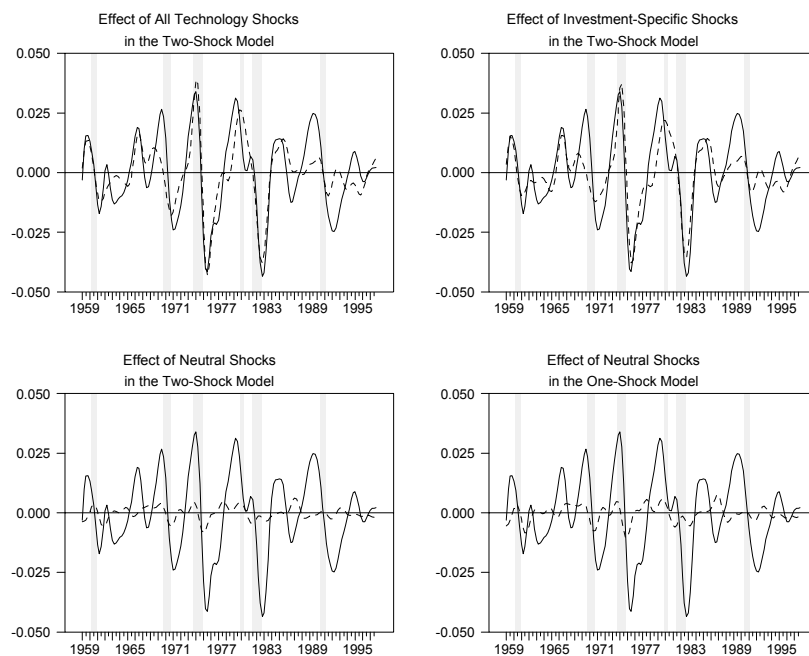 Effect of All Technology Shocks
in the Two-Shock Model
0.050
0.025
0.000
-0.025
-0.050
1959 1965 1971 1977 1983 1989 1995
Effect of Investment-Specific Shocks
in the Two-Shock Model
0.050
0.025
0.000
-0.025
-0.050
1959 1965 1971 1977 1983 1989 1995
Effect of Neutral Shocks
in the Two-Shock Model
0.050
0.025
0.000
-0.025
-0.050
1959 1965 1971 1977 1983 1989 1995
Effect of Neutral Shocks
in the One-Shock Model
0.050
0.025
0.000
-0.025
-0.050
1959 1965 1971 1977 1983 1989 1995